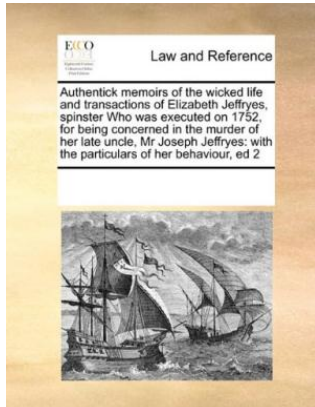 ECCO
Law and Reference
Authentick memoirs of the wicked life
and transactions of Elizabeth Jeffryes,
spinster Who was executed on 1752,
for being concerned in the murder of
her late uncle, Mr Joseph Jeffryes: with
the particulars of her behaviour, ed 2